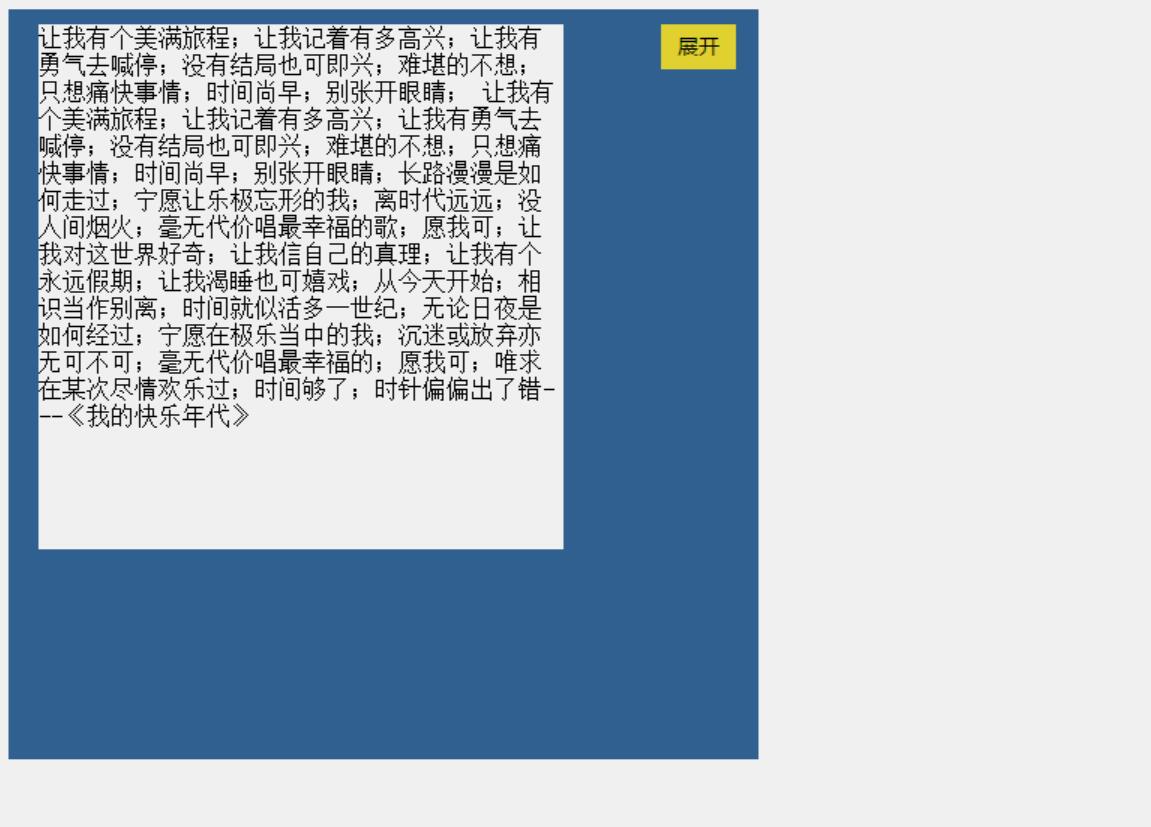 让我有个美满旅程；让我记着有多高兴；让我有
勇气去喊停；没有结局也可即兴；难堪的不想；
只想痛快事情；时间尚早；别张开眼睛； 让我有
个美满旅程；让我记着有多高兴；让我有勇气去
喊停；没有结局也可即兴；难堪的不想；只想痛
快事情；时间尚早；别张开眼睛；长路漫漫是如
何走过；宁愿让乐极忘形的我；离时代远远；没
人间烟火；毫无代价唱最幸福的歌；愿我可；让
我对这世界好奇；让我信自己的真理；让我有个
永远假期；让我渴睡也可嬉戏；从今天开始；相
识当作别离；时间就似活多一世纪；无论日夜是
如何经过；宁愿在极乐当中的我；沉迷或放弃亦
无可不可；毫无代价唱最幸福的；愿我可；唯求
在某次尽情欢乐过；时间够了；时针偏偏出了错-
--《我的快乐年代》
展开